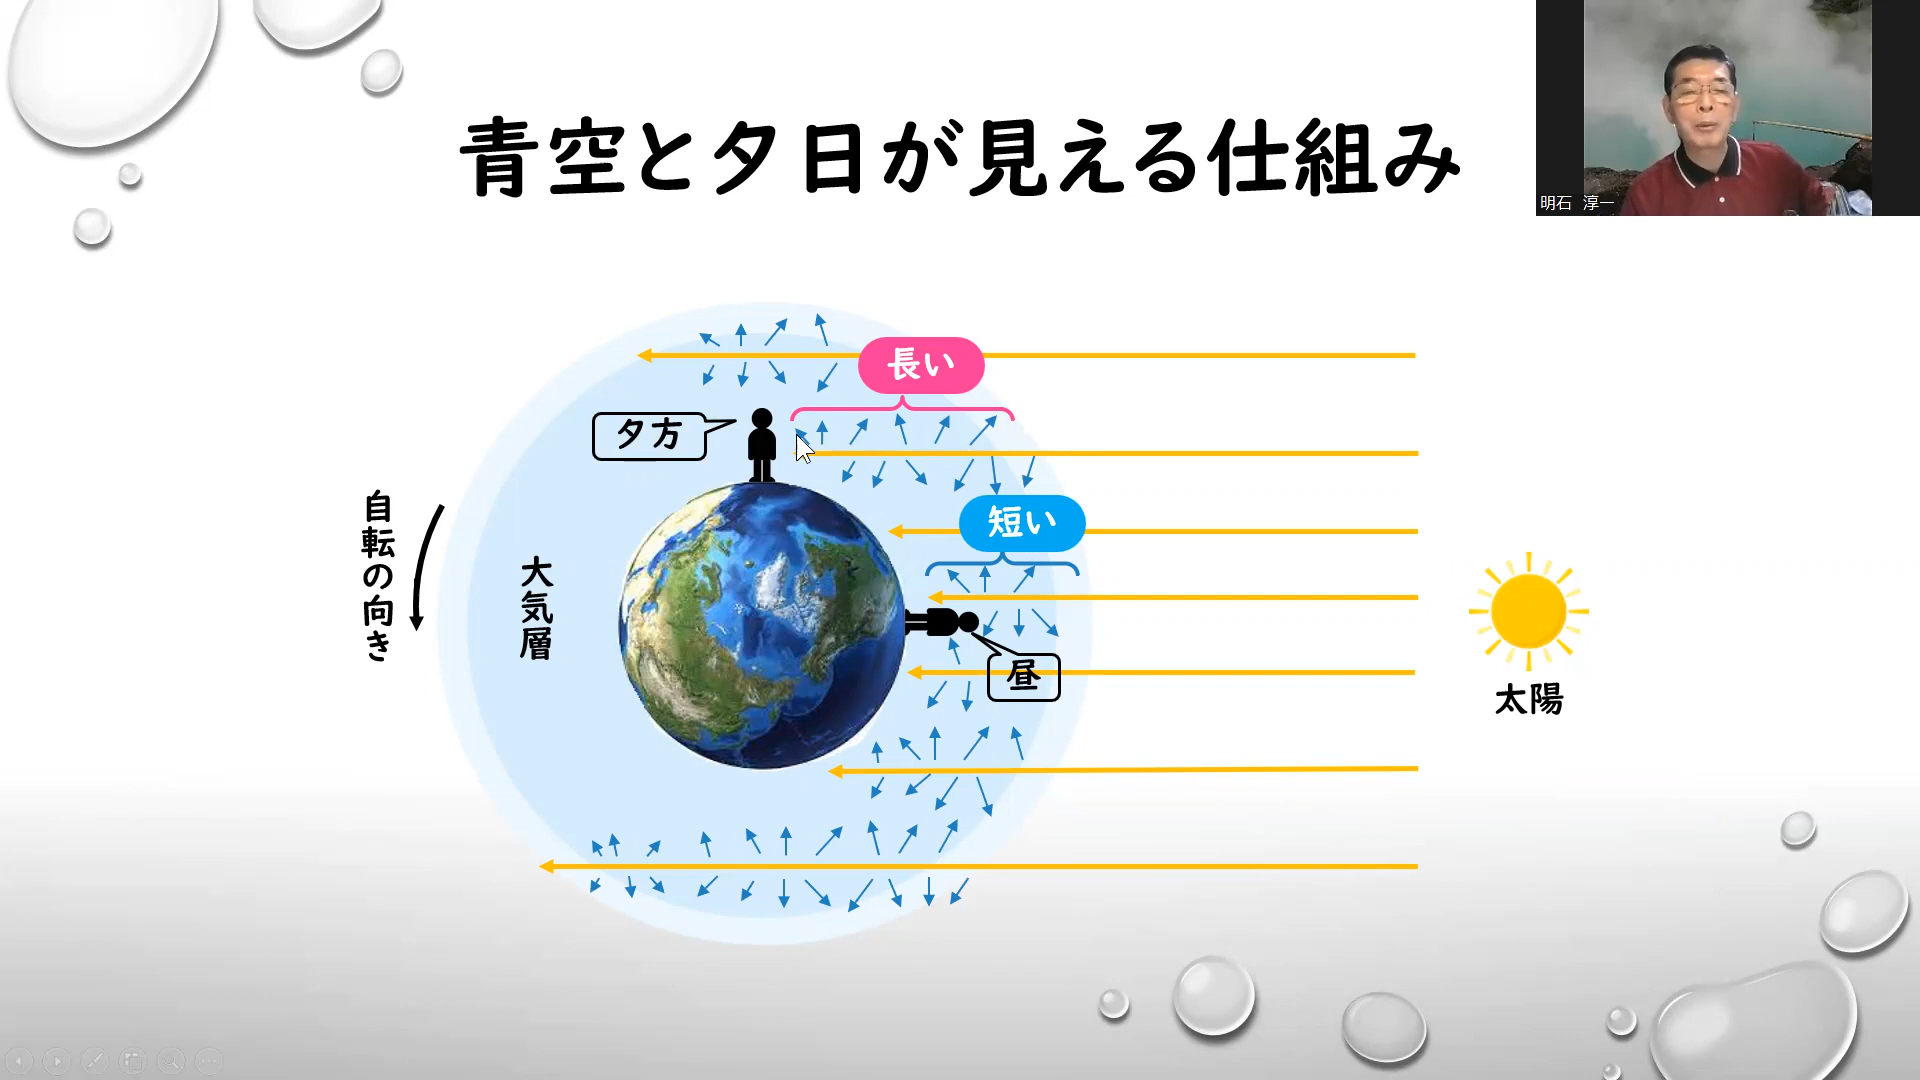 青空と夕日が見える仕組み
明石 淳一
長い
夕方
短い
自転の向き
大気層
昼
太陽